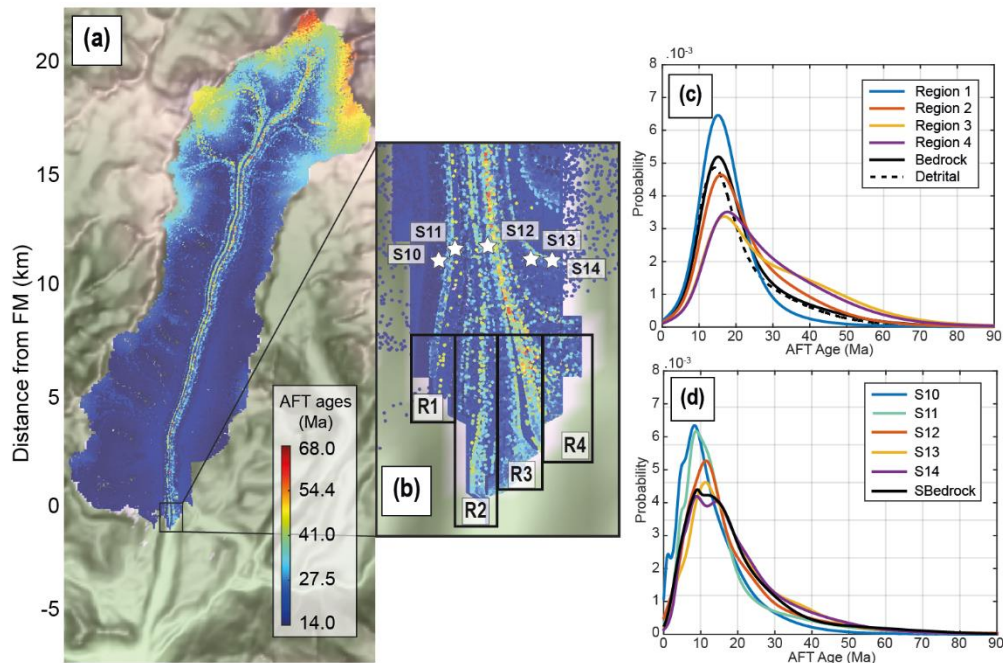 (a)
20
15
10
5
0
-5
Distance from FM (km)
AFT ages
(Ma)
68.0
54.4
41.0
27.5
14.0
S10
S11
S12
S13
S14
R1
R2
R3
R4
(b)
.10⁻³
(c)
8
7
6
5
4
3
2
1
0
Probability
0 10 20 30 40 50 60 70 80 90
AFT Age (Ma)
Region 1
Region 2
Region 3
Region 4
Bedrock
Detrital
.10⁻³
(d)
8
7
6
5
4
3
2
1
0
Probability
0 10 20 30 40 50 60 70 80 90
AFT Age (Ma)
S10
S11
S12
S13
S14
SBedrock